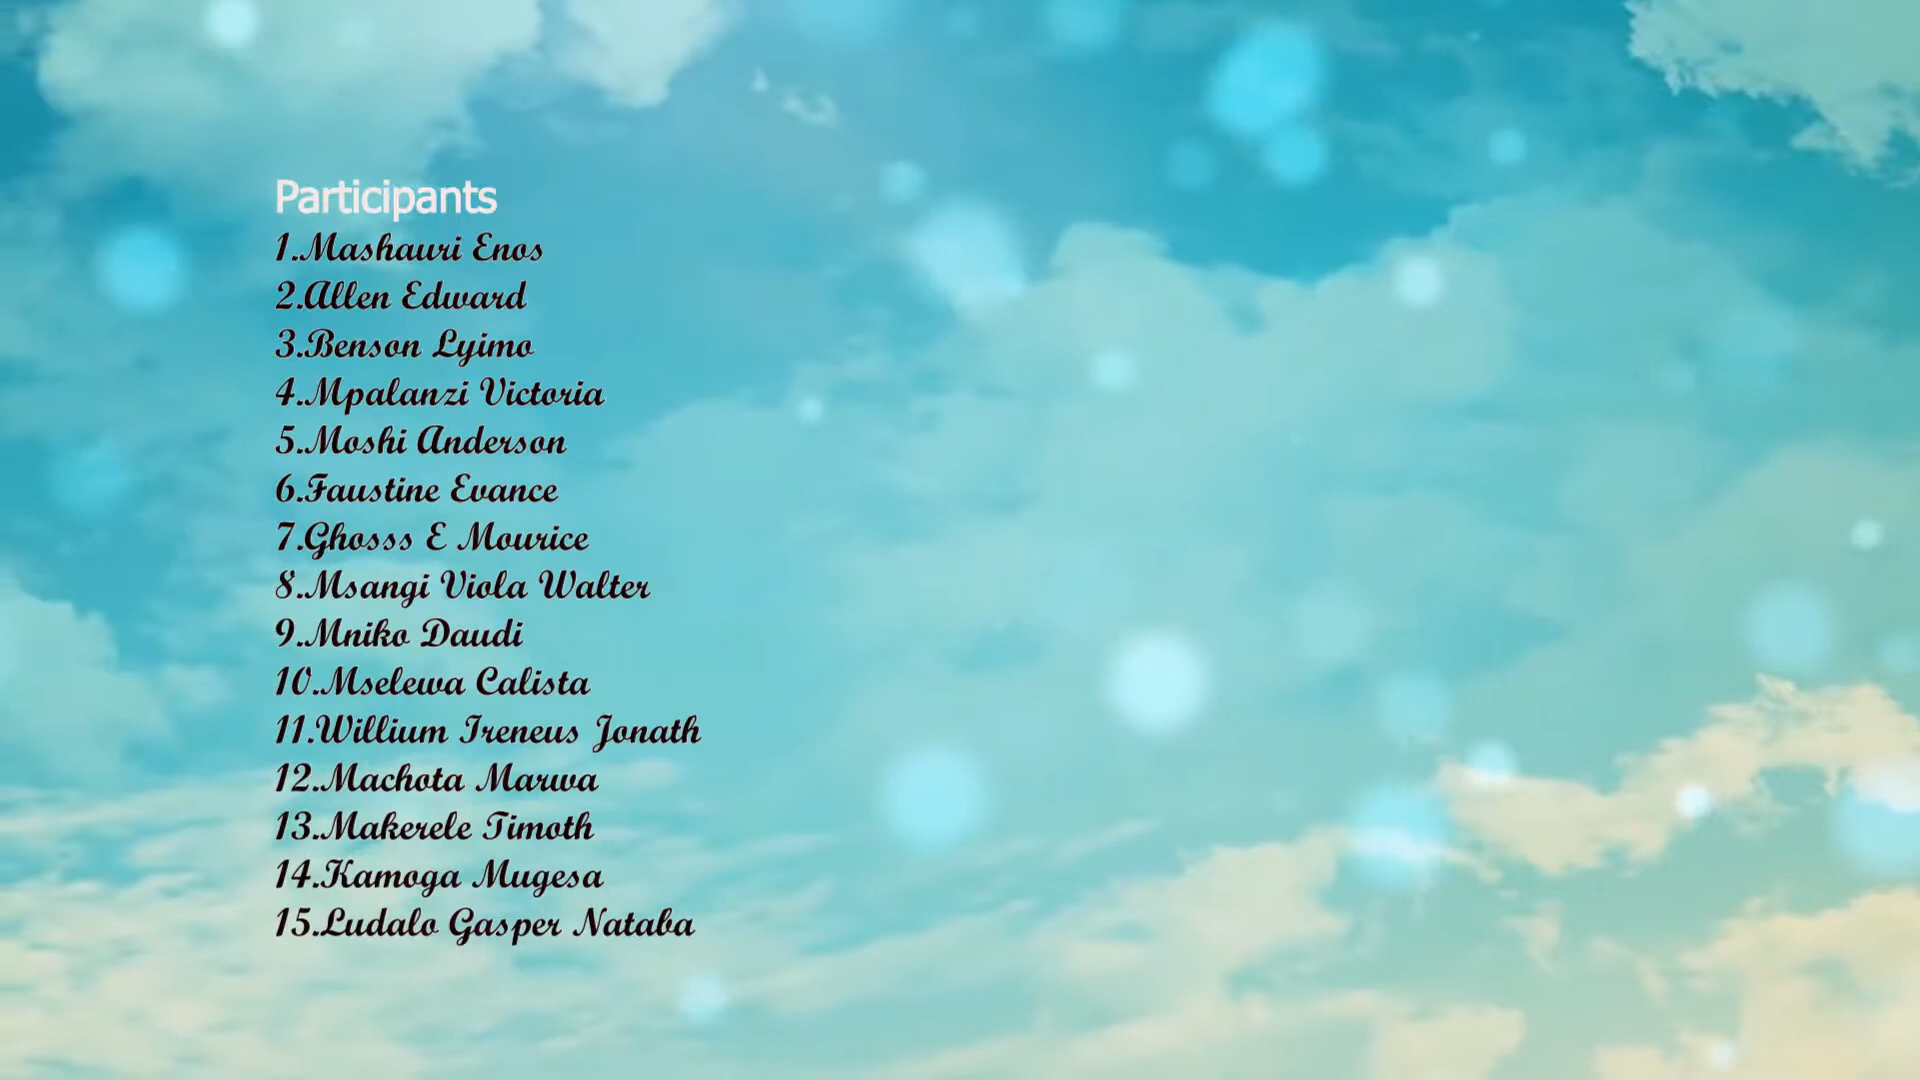 Participants
1.Mashauri Enos
2.Allen Edward
3.Benson Lyimo
4.Mpalanzi Victoria
5.Moshi Anderson
6.Faustine Evance
7.Ghosss E Mourice
8.Msangi Viola Walter
9.Mniko Daudi
10.Mselewa Calista
11.Willium Ireneus Jonath
12.Machota Marwa
13.Makerele Timoth
14.Kamoga Mugesa
15.Ludalo Gasper Nataba